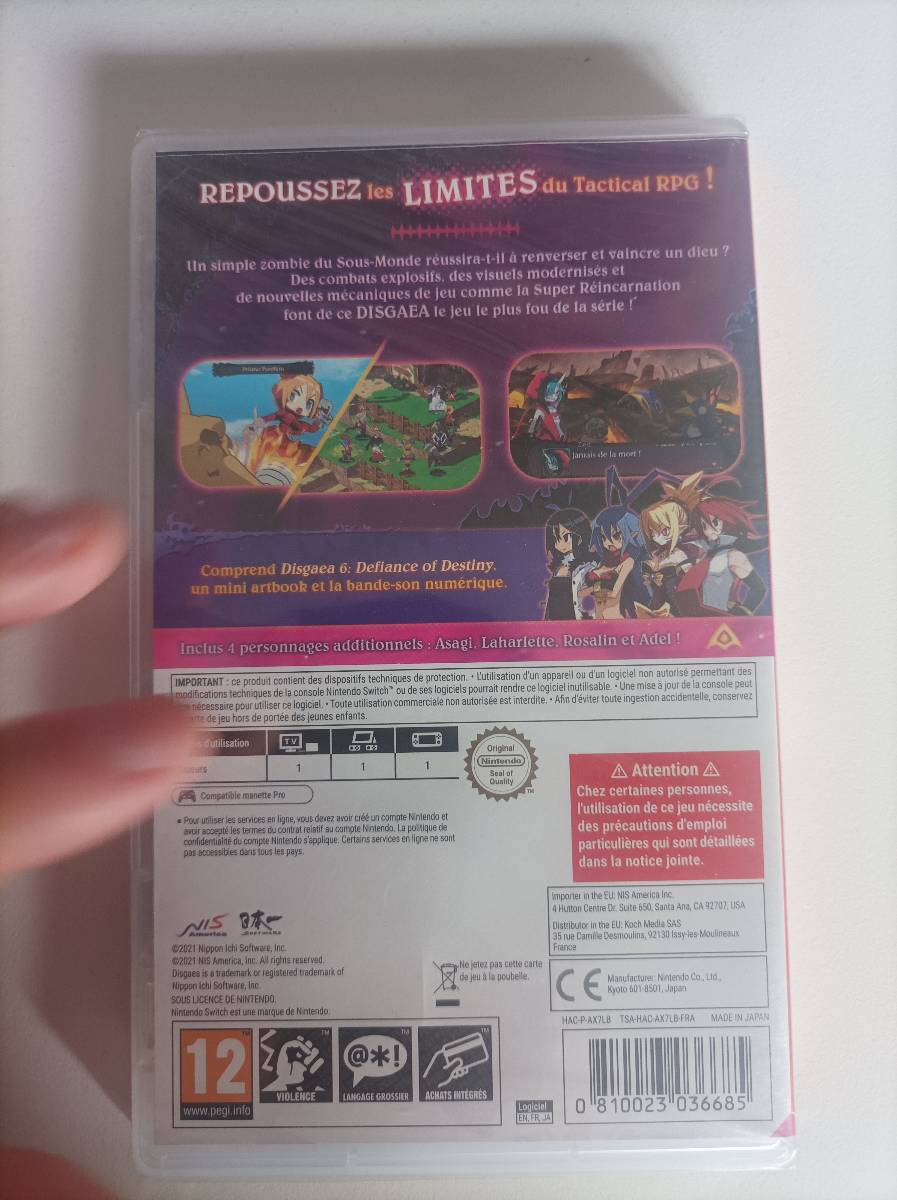 REPOUSSEZ les LIMITES du Tactical RPG !
Un simple zombie du Sous-Monde réussira-t-il à renverser et vaincre un dieu ?
Des combats explosifs, des visuels modernisés et
de nouvelles mécaniques de jeu comme la Super Réincarnation
font de ce DISGAEA le jeu le plus fou de la série !
Jamais de la mort !
Comprend Disgaea 6: Defiance of Destiny,
un mini artbook et la bande-son numérique.
Inclus 4 personnages additionnels : Asagi, Laharlette, Rosalin et Adel !
IMPORTANT : ce produit contient des dispositifs techniques de protection. • L'utilisation d'un appareil ou d'un logiciel non autorisé permettant des
modifications techniques de la console Nintendo Switch™ ou de ses logiciels pourrait rendre ce logiciel inutilisable. • Une mise à jour de la console peut
nécessaire pour utiliser ce logiciel. • Toute utilisation commerciale non autorisée est interdite. • Afin d'éviter toute ingestion accidentelle, conservez
de jeu hors de portée des jeunes enfants.
d'utilisation TV
1 1 1
Compatible manette Pro
Original
Nintendo
Seal of
Quality
TM
• Pour utiliser les services en ligne, vous devez avoir créé un compte Nintendo et
avoir accepté les termes du contrat relatif au compte Nintendo. La politique de
confidentialité du compte Nintendo s'applique. Certains services en ligne ne sont
pas accessibles dans tous les pays.
⚠ Attention ⚠
Chez certaines personnes,
l'utilisation de ce jeu nécessite
des précautions d'emploi
particulières qui sont détaillées
dans la notice jointe.
NIS
America
日本一
SOFTWARE
©2021 Nippon Ichi Software, Inc.
©2021 NIS America, Inc. All rights reserved.
Disgaea is a trademark or registered trademark of
Nippon Ichi Software, Inc.
SOUS LICENCE DE NINTENDO.
Nintendo Switch est une marque de Nintendo.
Ne jetez pas cette carte
de jeu à la poubelle.
Importer in the EU: NIS America Inc.
4 Hutton Centre Dr. Suite 650, Santa Ana, CA 92707, USA
Distributor in the EU: Koch Media SAS
35 rue Camille Desmoulins, 92130 Issy-les-Moulineaux
France
CE
Manufacturer: Nintendo Co., Ltd.,
Kyoto 601-8501, Japan
HAC-P-AX7LB TSA-HAC-AX7LB-FRA MADE IN JAPAN
12
www.pegi.info
VIOLENCE
@*!
LANGAGE GROSSIER
ACHATS INTÉGRÉS
Logiciel
EN, FR, JA
0 810023 036685